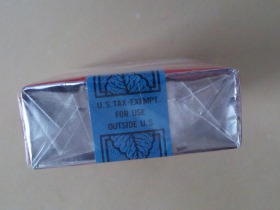 U.S. TAX-EXEMPT
FOR USE
OUTSIDE U.S.